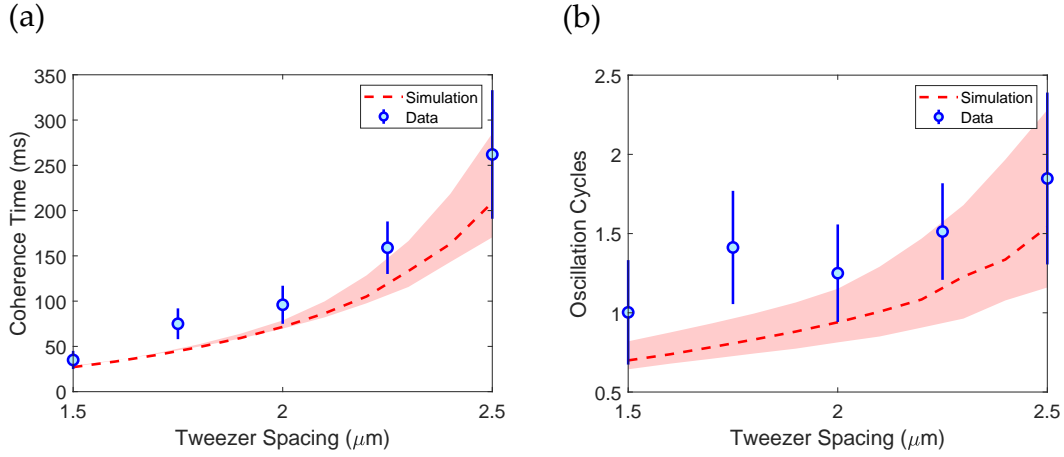 (a)
Coherence Time (ms)
350
300
250
200
150
100
50
0
1.5
2
2.5
Tweezer Spacing (μm)
Simulation
Data
(b)
Oscillation Cycles
2.5
2
1.5
1
0.5
1.5
2
2.5
Tweezer Spacing (μm)
Simulation
Data